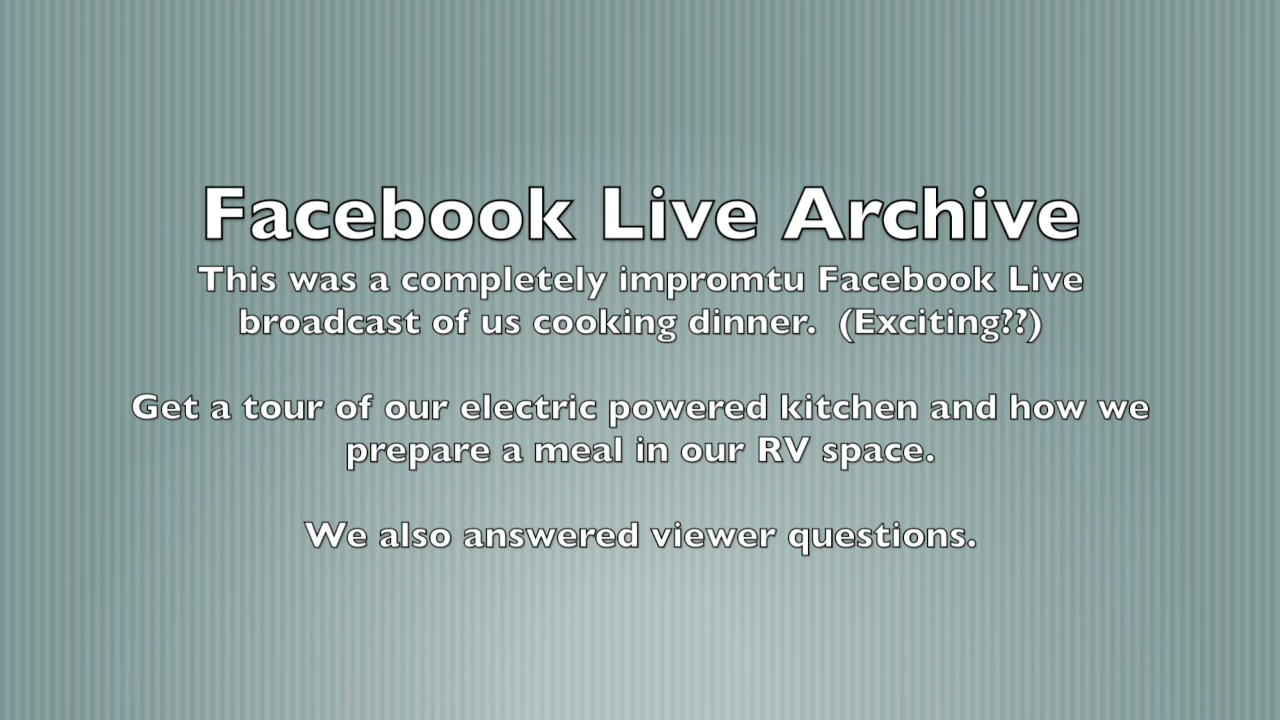 Facebook Live Archive
This was a completely impromtu Facebook Live
broadcast of us cooking dinner.  (Exciting??)
Get a tour of our electric powered kitchen and how we
prepare a meal in our RV space.
We also answered viewer questions.